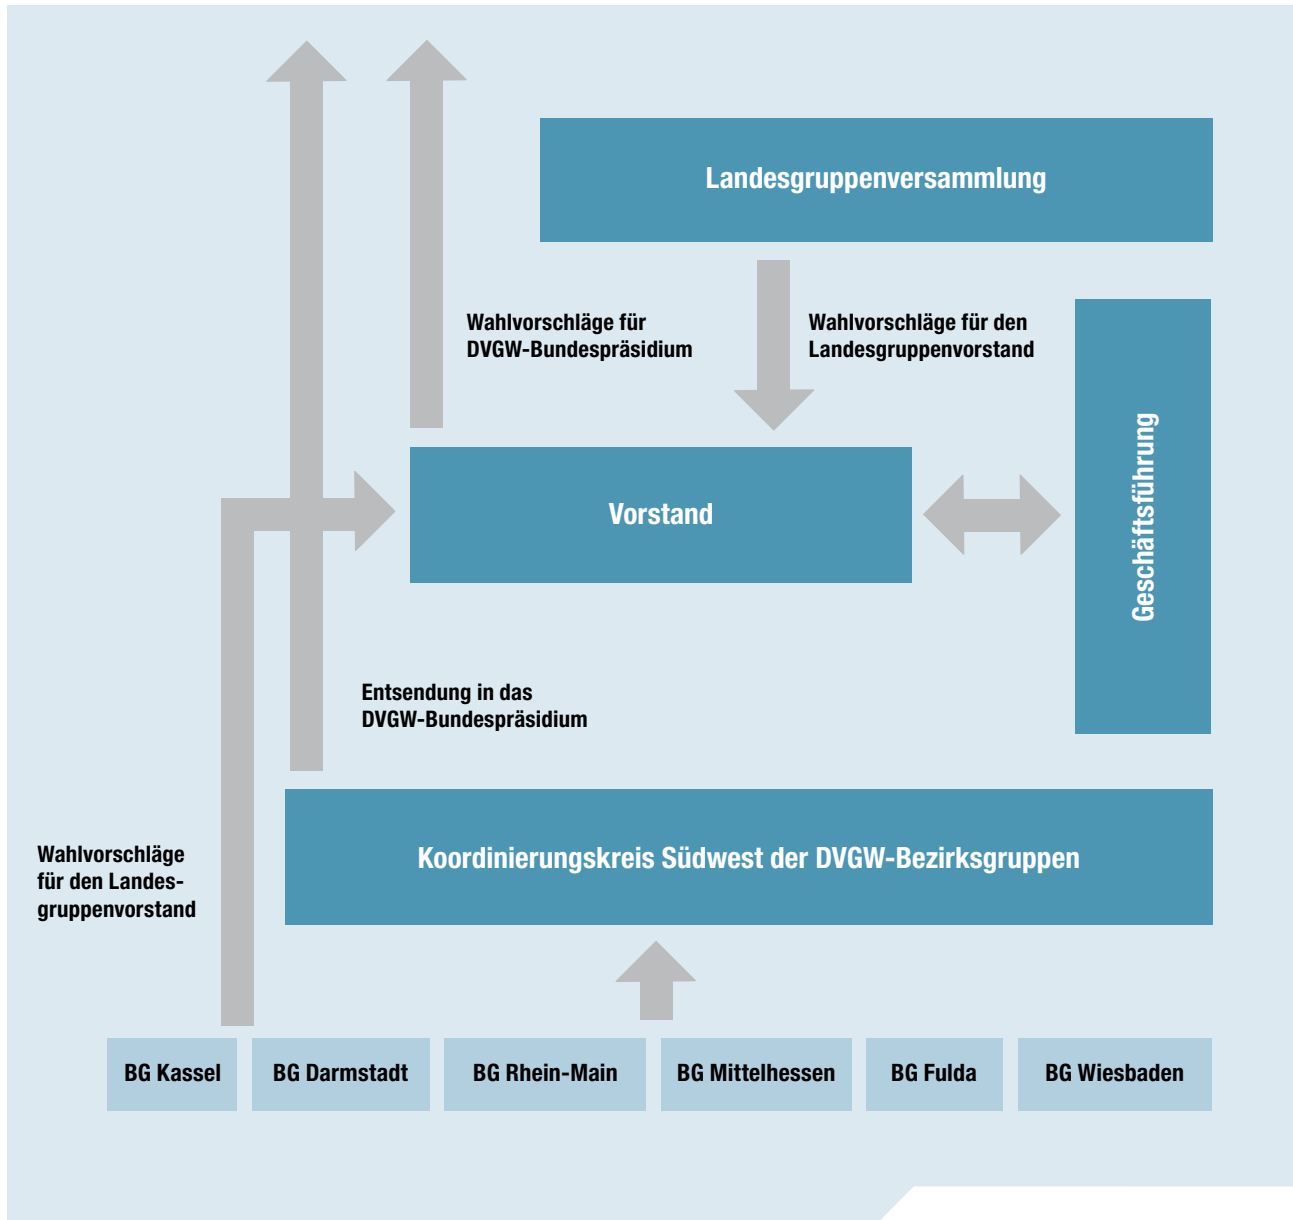 Landesgruppenversammlung
Wahlvorschläge für
DVGW-Bundespräsidium
Wahlvorschläge für den
Landesgruppenvorstand
Geschäftsführung
Vorstand
Entsendung in das
DVGW-Bundespräsidium
Wahlvorschläge
für den Landes-
gruppenvorstand
Koordinierungskreis Südwest der DVGW-Bezirksgruppen
BG Kassel
BG Darmstadt
BG Rhein-Main
BG Mittelhessen
BG Fulda
BG Wiesbaden